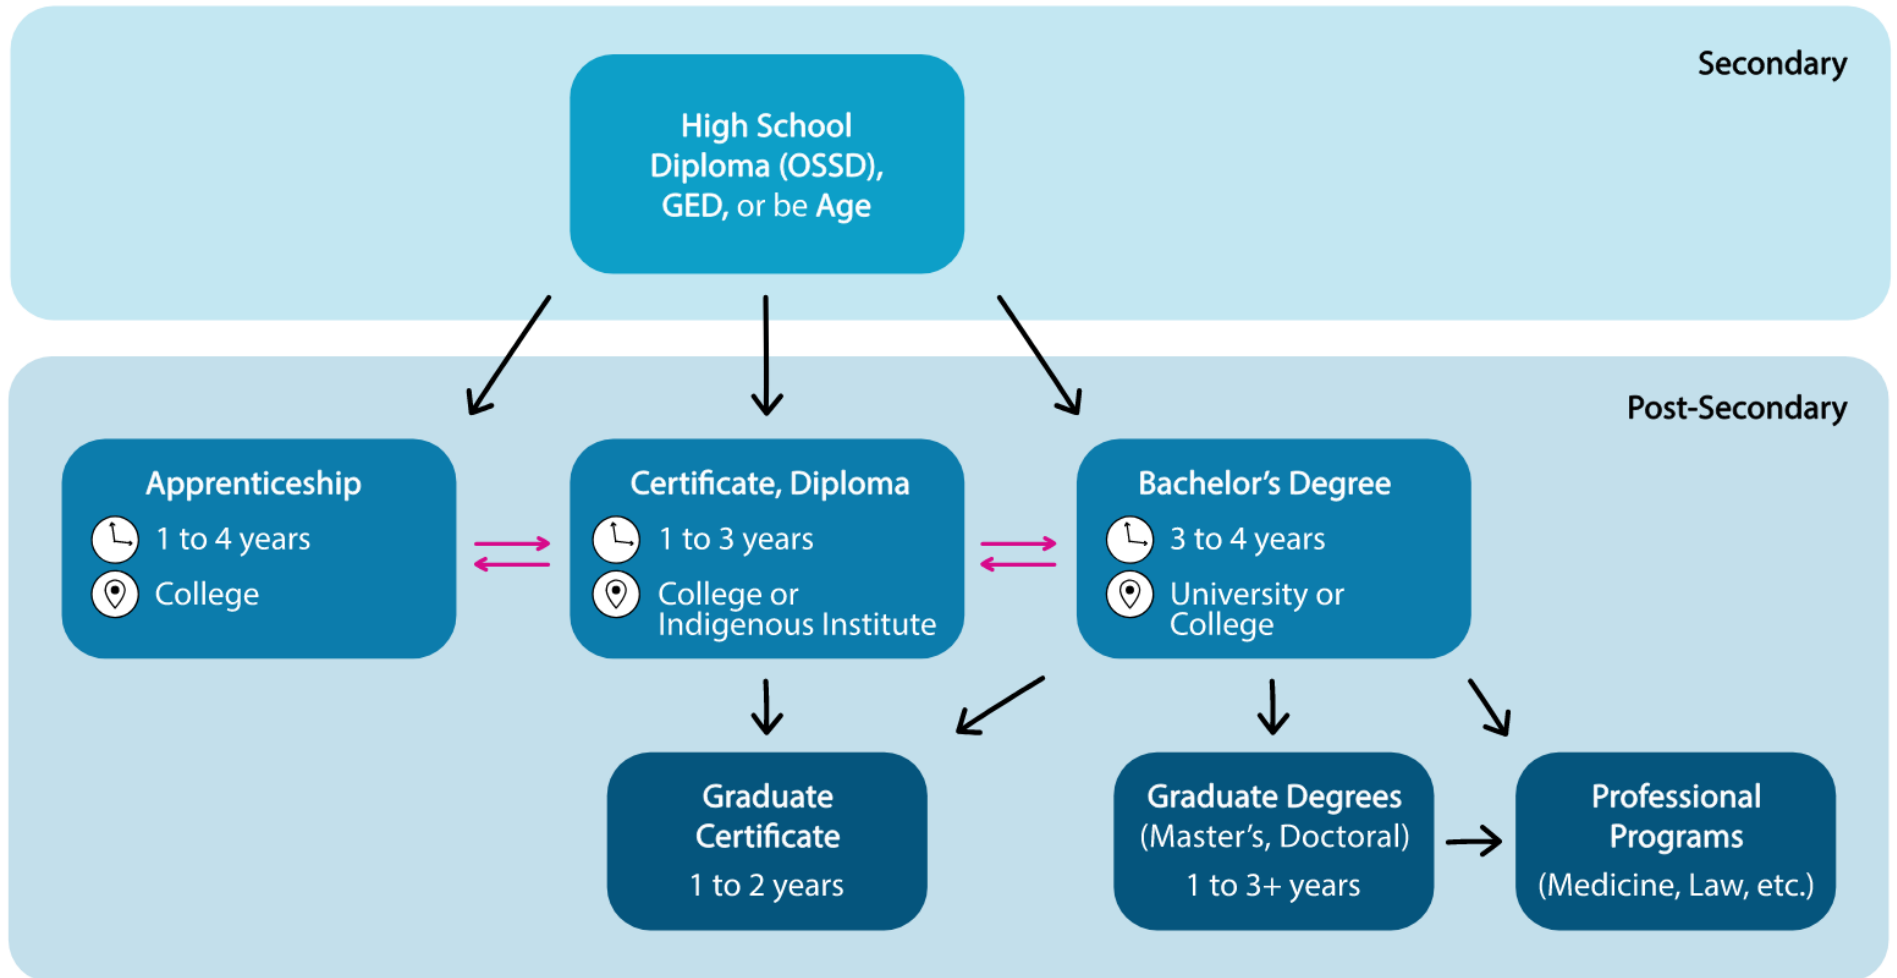 Secondary
High School
Diploma (OSSD),
GED, or be Age
Post-Secondary
Apprenticeship
1 to 4 years
College
Certificate, Diploma
1 to 3 years
College or
Indigenous Institute
Bachelor's Degree
3 to 4 years
University or
College
Graduate
Certificate
1 to 2 years
Graduate Degrees
(Master's, Doctoral)
1 to 3+ years
Professional
Programs
(Medicine, Law, etc.)